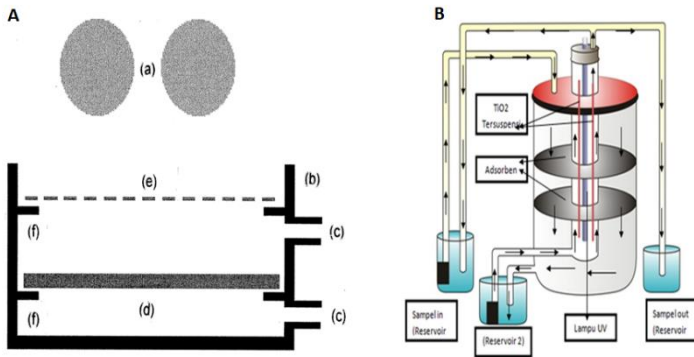 A
(a)
(e)
(b)
(f)
(c)
(d)
(f)
(c)
B
TiO2
Tersuspensi
Adsorben
Sampel in
(Reservoir
(Reservoir 2)
Lampu UV
Sampel out
(Reservoir